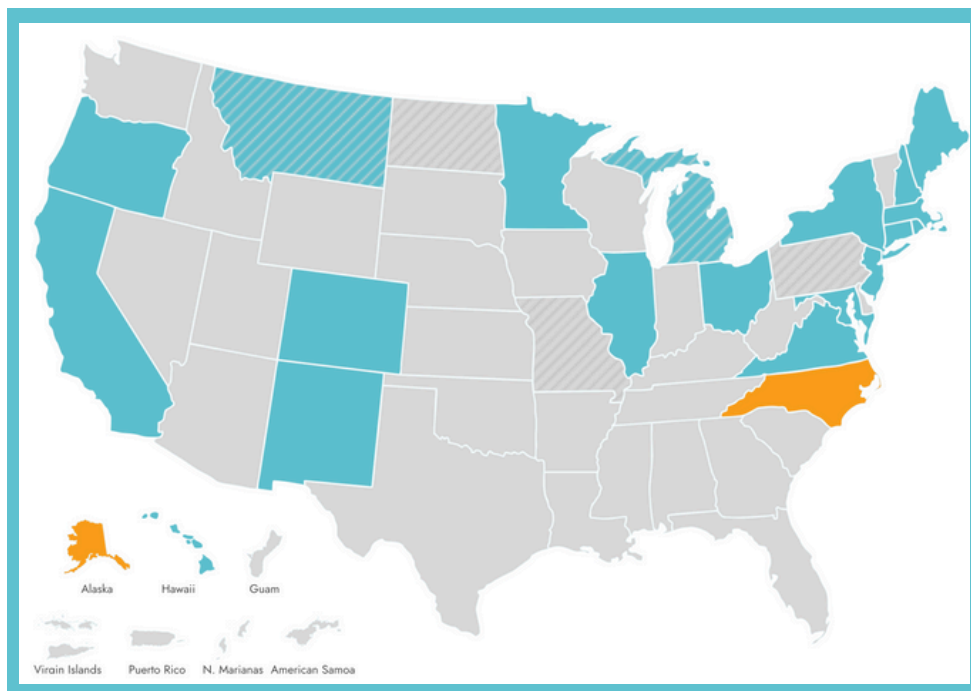 Alaska
Hawaii
Guam
Virgin Islands
Puerto Rico
N. Marianas
American Samoa